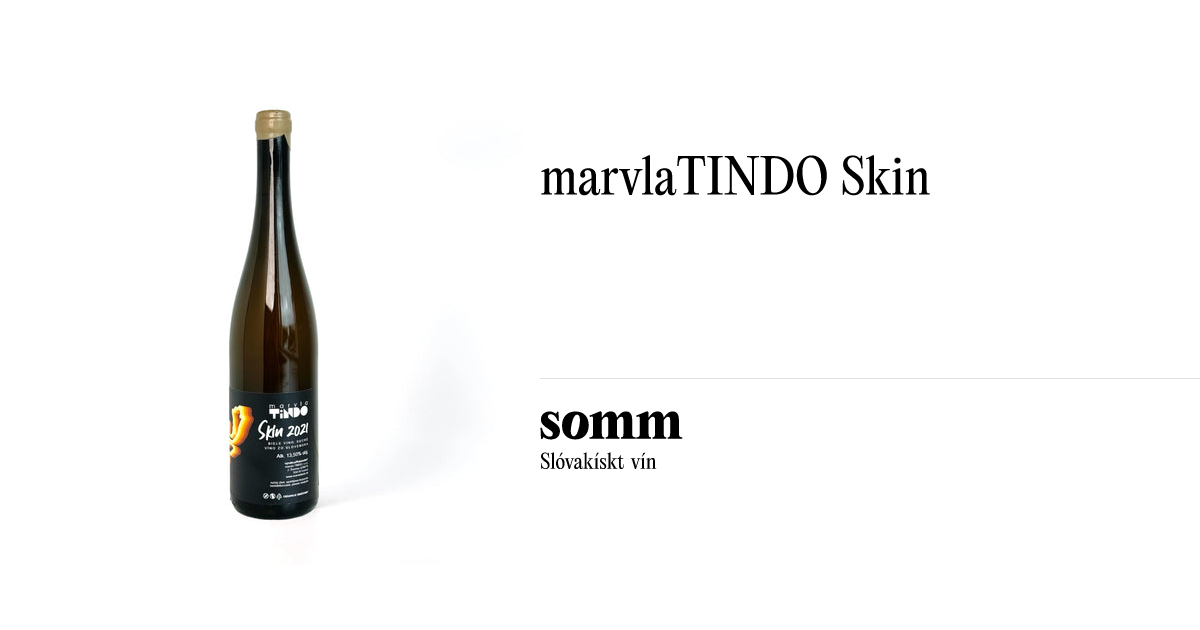 marvlaTINDO Skin
somm
Slóvakískt vín
marvla
TINDO
Skin 2021
BIELE VÍNO SUCHÉ
VÍNO ZO SLOVENSKA
Alk. 13,50% obj.